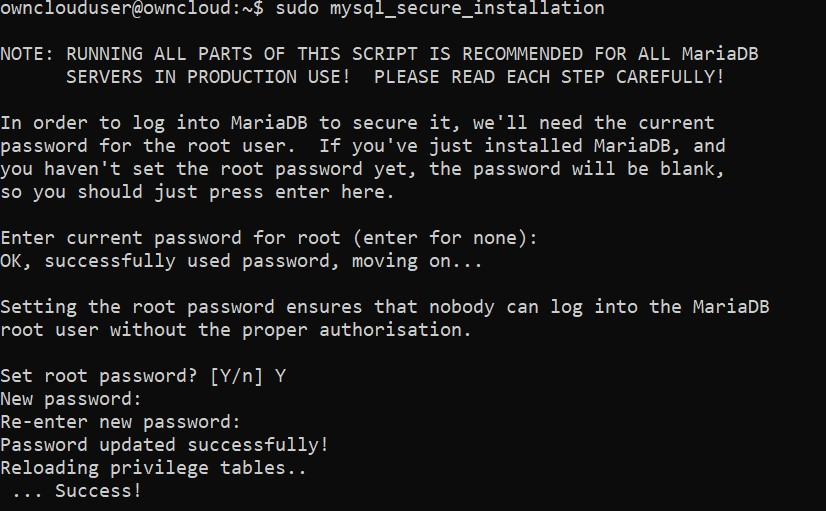 ownclouduser@owncloud:~$ sudo mysql_secure_installation
NOTE: RUNNING ALL PARTS OF THIS SCRIPT IS RECOMMENDED FOR ALL MariaDB
SERVERS IN PRODUCTION USE!  PLEASE READ EACH STEP CAREFULLY!
In order to log into MariaDB to secure it, we'll need the current
password for the root user.  If you've just installed MariaDB, and
you haven't set the root password yet, the password will be blank,
so you should just press enter here.
Enter current password for root (enter for none):
OK, successfully used password, moving on...
Setting the root password ensures that nobody can log into the MariaDB
root user without the proper authorisation.
Set root password? [Y/n] Y
New password:
Re-enter new password:
Password updated successfully!
Reloading privilege tables..
... Success!